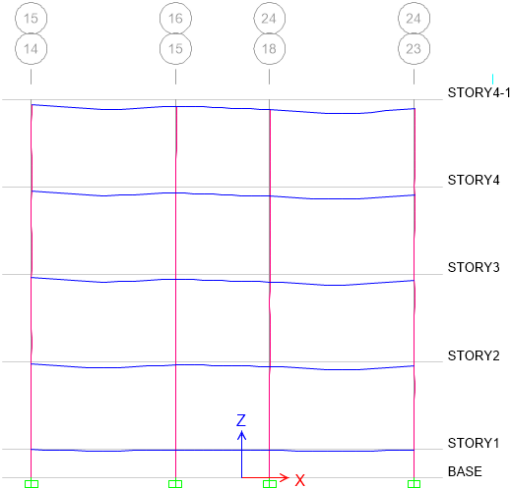 15 16 24 24
14 15 18 23
STORY4-1
STORY4
STORY3
STORY2
Z
STORY1
BASE
X